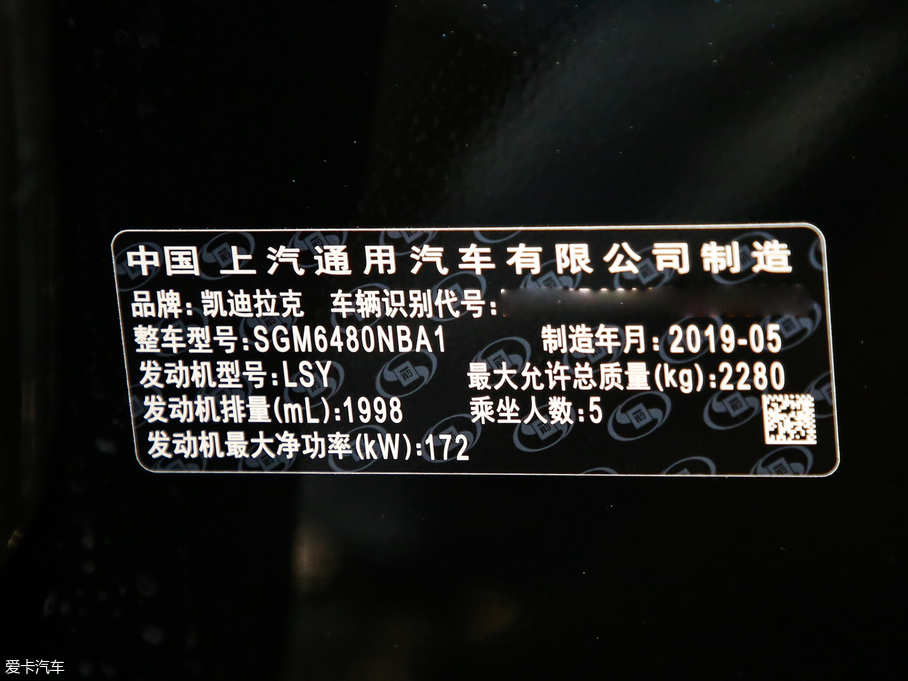 中国 上汽通用汽车有限公司制造
品牌: 凯迪拉克 车辆识别代号:
整车型号:SGM6480NBA1 制造年月: 2019-05
发动机型号:LSY 最大允许总质量(kg):2280
发动机排量(mL):1998 乘坐人数:5
发动机最大净功率(kW):172
爱卡汽车